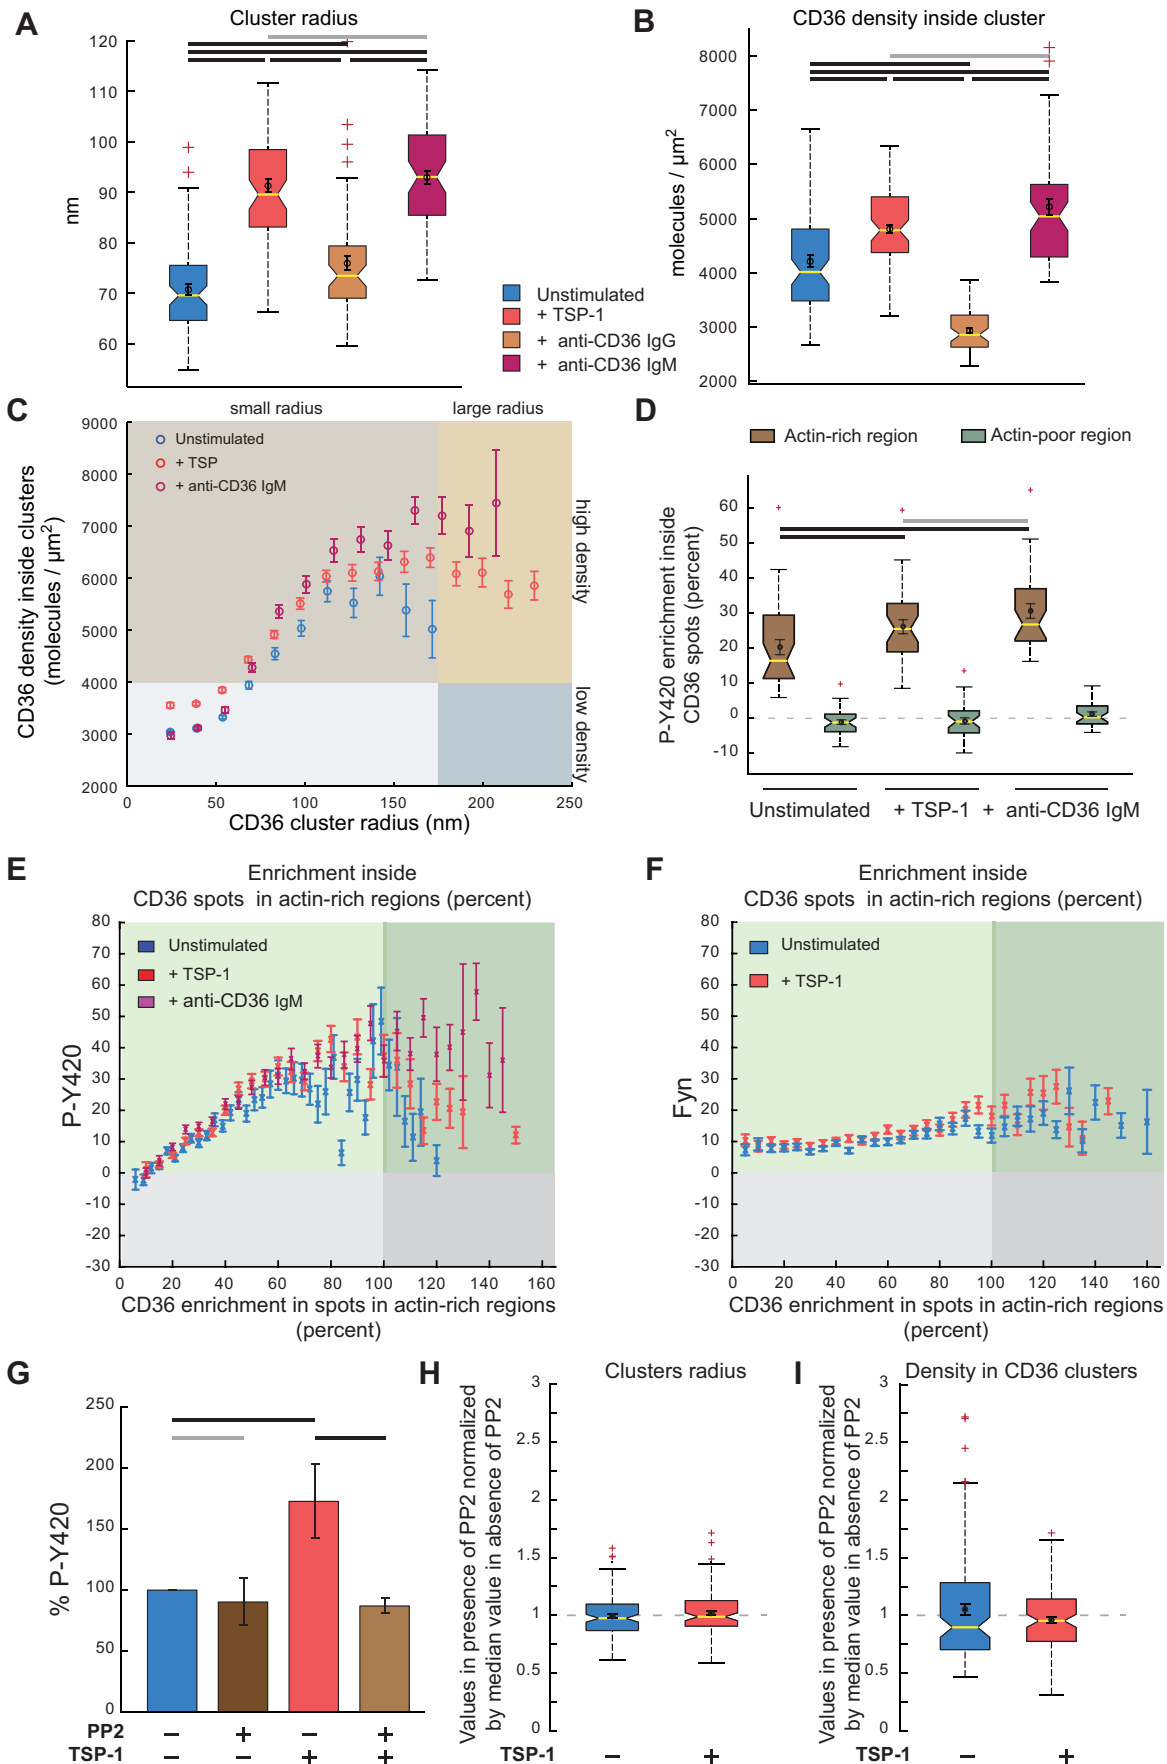 A
Cluster radius
120
110
100
90
80
70
60
nm
B
CD36 density inside cluster
8000
7000
6000
5000
4000
3000
2000
molecules / µm²
Unstimulated
+ TSP-1
+ anti-CD36 IgG
+ anti-CD36 IgM
C
small radius
large radius
9000
8000
7000
6000
5000
4000
3000
2000
Unstimulated
+ TSP
+ anti-CD36 IgM
high density
low density
CD36 density inside clusters
(molecules / µm²)
0
50
100
150
200
250
CD36 cluster radius (nm)
D
Actin-rich region
Actin-poor region
60
50
40
30
20
10
0
-10
P-Y420 enrichment inside
CD36 spots (percent)
Unstimulated
+ TSP-1
+ anti-CD36 IgM
E
Enrichment inside
CD36 spots in actin-rich regions (percent)
80
70
60
50
40
30
20
10
0
-10
-20
-30
P-Y420
Unstimulated
+ TSP-1
+ anti-CD36 IgM
0
20
40
60
80
100
120
140
160
CD36 enrichment in spots in actin-rich regions
(percent)
F
Enrichment inside
CD36 spots in actin-rich regions (percent)
80
70
60
50
40
30
20
10
0
-10
-20
-30
Fyn
Unstimulated
+ TSP-1
0
20
40
60
80
100
120
140
160
CD36 enrichment in spots in actin-rich regions
(percent)
G
250
200
150
100
50
0
% P-Y420
PP2 − + − +
TSP-1 − − + +
H
Clusters radius
3
2.5
2
1.5
1
0.5
0
Values in presence of PP2 normalized
by median value in absence of PP2
TSP-1 − +
I
Density in CD36 clusters
3
2.5
2
1.5
1
0.5
0
Values in presence of PP2 normalized
by median value in absence of PP2
TSP-1 − +